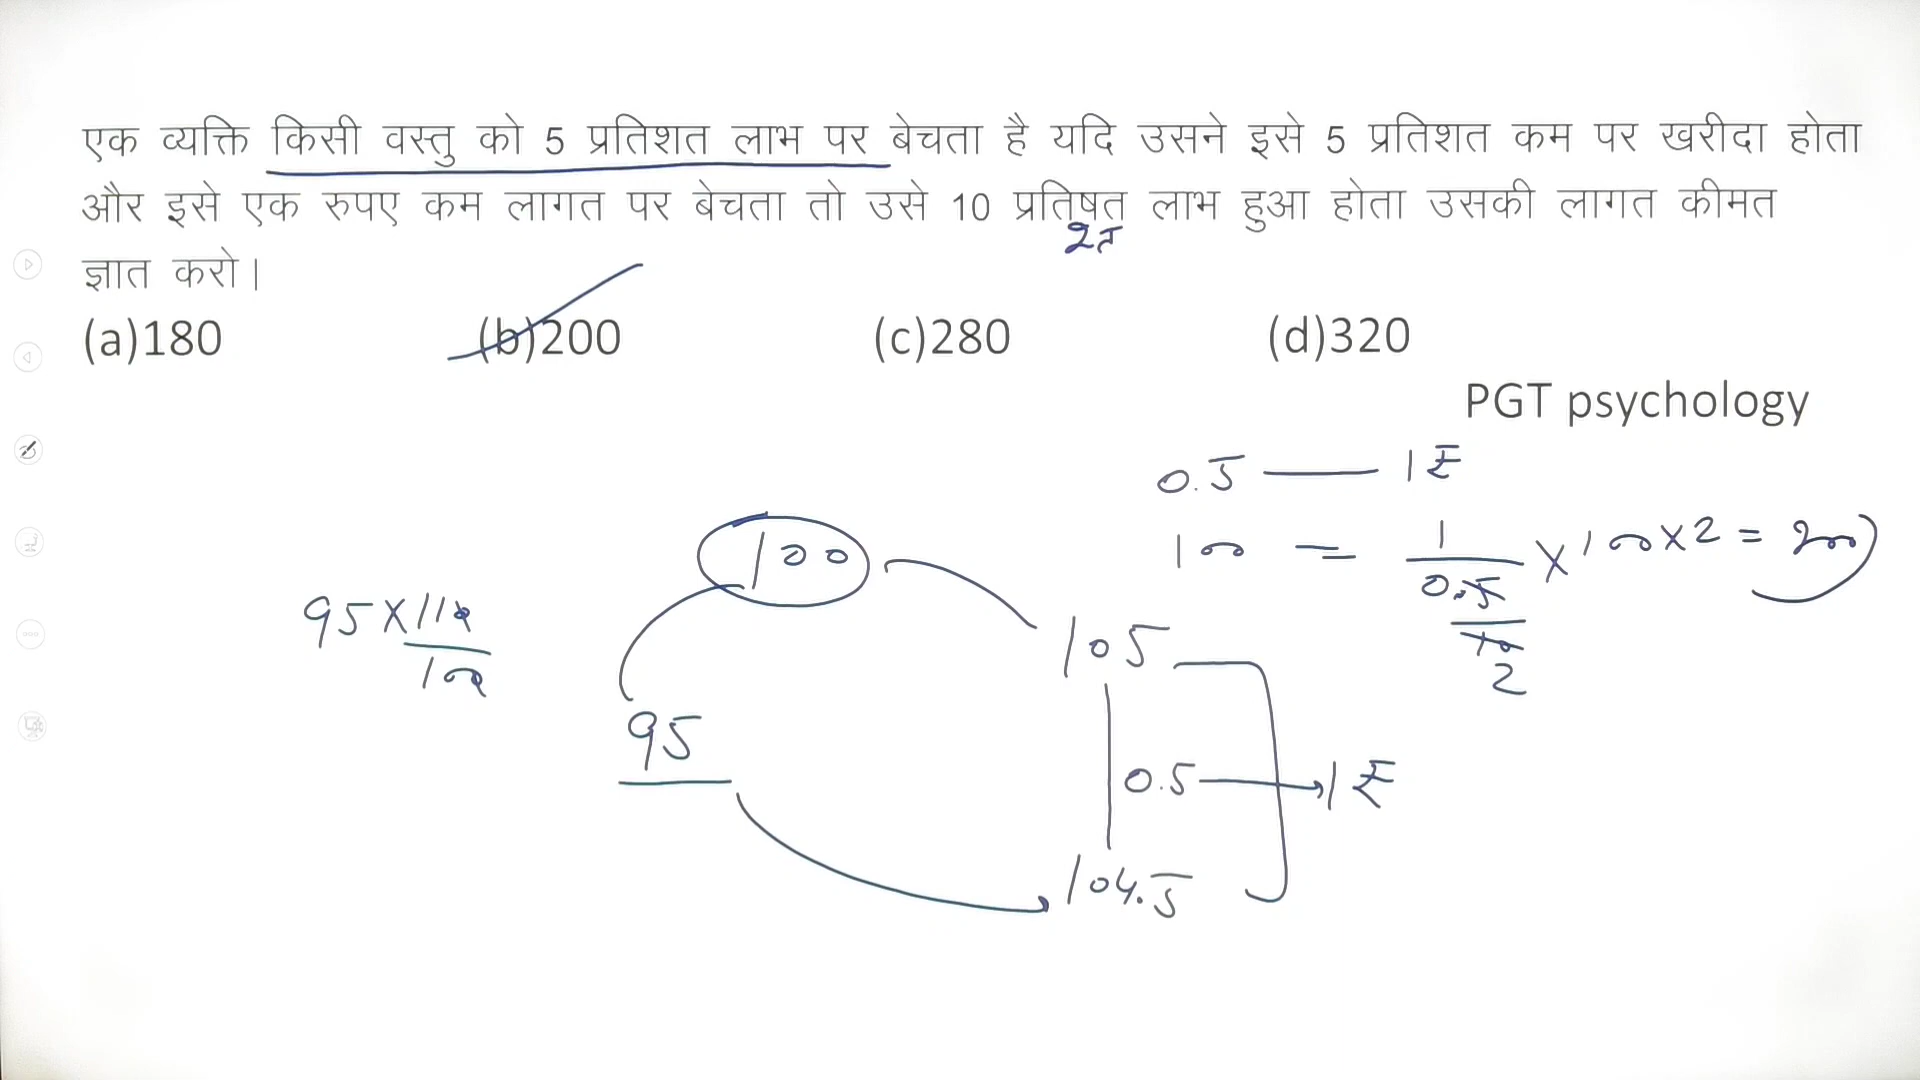 एक व्यक्ति किसी वस्तु को 5 प्रतिशत लाभ पर बेचता है यदि उसने इसे 5 प्रतिशत कम पर खरीदा होता
और इसे एक रुपए कम लागत पर बेचता तो उसे 10 प्रतिषत लाभ हुआ होता उसकी लागत कीमत
ज्ञात करो।
(a)180 (b)200 (c)280 (d)320
PGT psychology
0.5 — 1₹
100 = 1/0.5 × 100 × 2 = 200
10
2
100
95 × 110/100
105
95
0.5 → 1₹
104.5